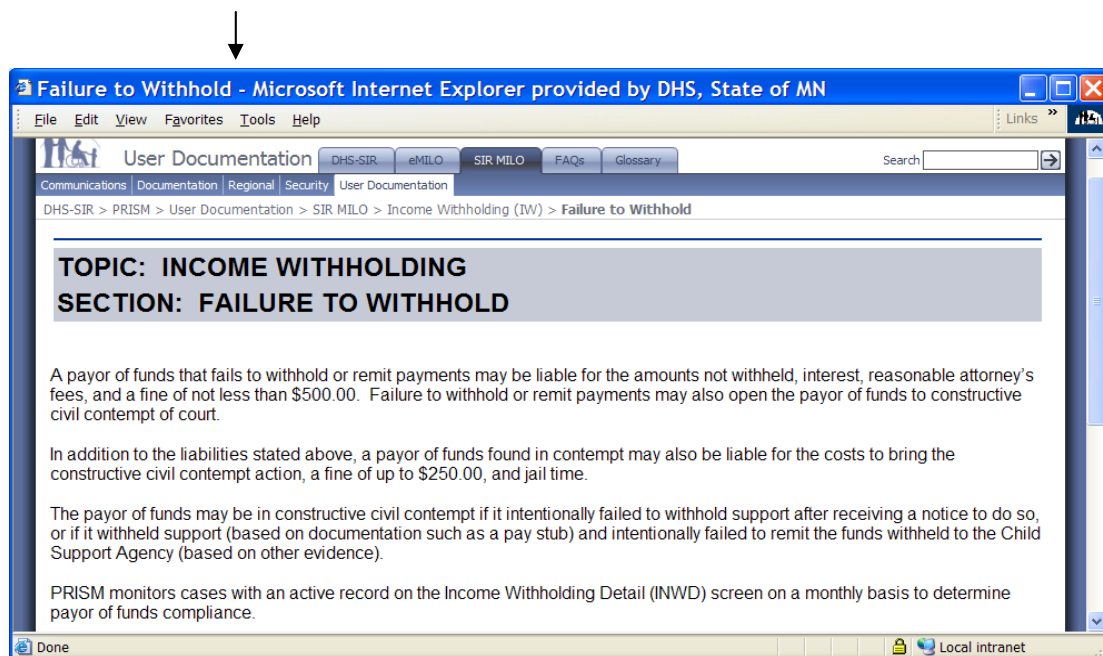 Failure to Withhold - Microsoft Internet Explorer provided by DHS, State of MN
File Edit View Favorites Tools Help Links »
User Documentation DHS-SIR eMILO SIR MILO FAQs Glossary Search
Communications Documentation Regional Security User Documentation
DHS-SIR > PRISM > User Documentation > SIR MILO > Income Withholding (IW) > Failure to Withhold
TOPIC: INCOME WITHHOLDING
SECTION: FAILURE TO WITHHOLD
A payor of funds that fails to withhold or remit payments may be liable for the amounts not withheld, interest, reasonable attorney's
fees, and a fine of not less than $500.00. Failure to withhold or remit payments may also open the payor of funds to constructive
civil contempt of court.
In addition to the liabilities stated above, a payor of funds found in contempt may also be liable for the costs to bring the
constructive civil contempt action, a fine of up to $250.00, and jail time.
The payor of funds may be in constructive civil contempt if it intentionally failed to withhold support after receiving a notice to do so,
or if it withheld support (based on documentation such as a pay stub) and intentionally failed to remit the funds withheld to the Child
Support Agency (based on other evidence).
PRISM monitors cases with an active record on the Income Withholding Detail (INWD) screen on a monthly basis to determine
payor of funds compliance.
Done Local intranet